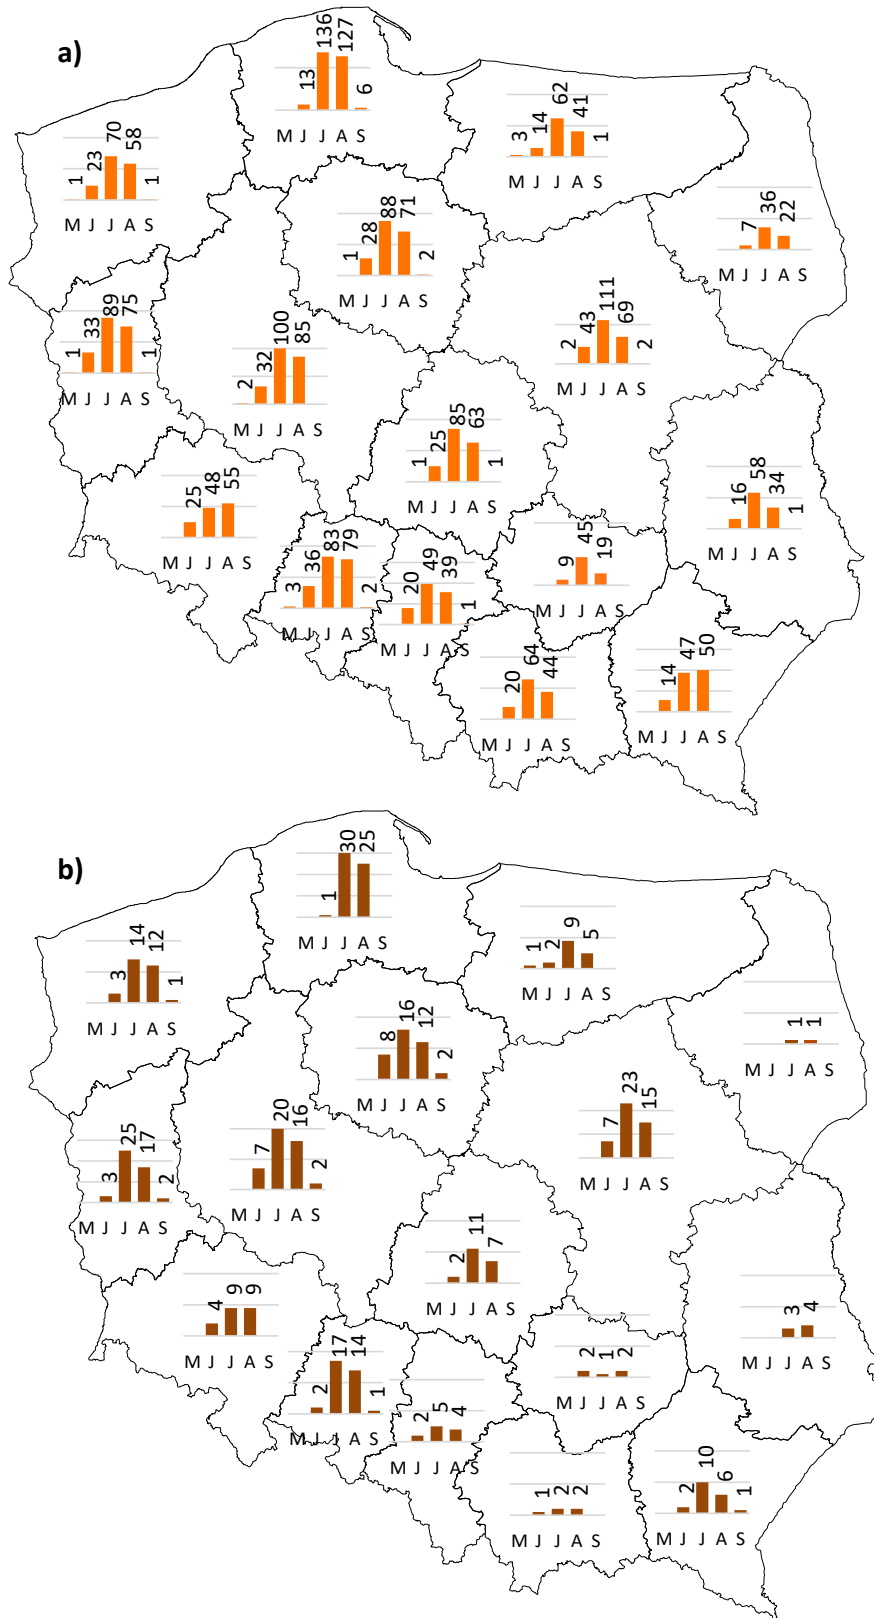 a)
13 136 127 6
M J J A S
3 14 62 41 1
M J J A S
1 23 70 58 1
M J J A S
7 36 22
M J J A S
1 28 88 71 2
M J J A S
1 33 89 75 1
M J J A S
2 43 111 69 2
M J J A S
2 32 100 85
M J J A S
1 25 85 63 1
M J J A S
16 58 34 1
M J J A S
25 48 55
M J J A S
9 45 19
M J J A S
3 36 83 79 2
M J J A S
20 49 39 1
M J J A S
14 47 50
M J J A S
20 64 44
M J J A S
b)
1 30 25
M J J A S
2 9 5
1
M J J A S
3 14 12 1
M J J A S
1 1
M J J A S
8 16 12 2
M J J A S
7 23 15
M J J A S
7 20 16 2
M J J A S
3 25 17 2
M J J A S
2 11 7
M J J A S
4 9 9
M J J A S
3 4
M J J A S
2 1 2
M J J A S
2 17 14 1
M J J A S
2 5 4
M J J A S
2 10 6 1
M J J A S
1 2 2
M J J A S